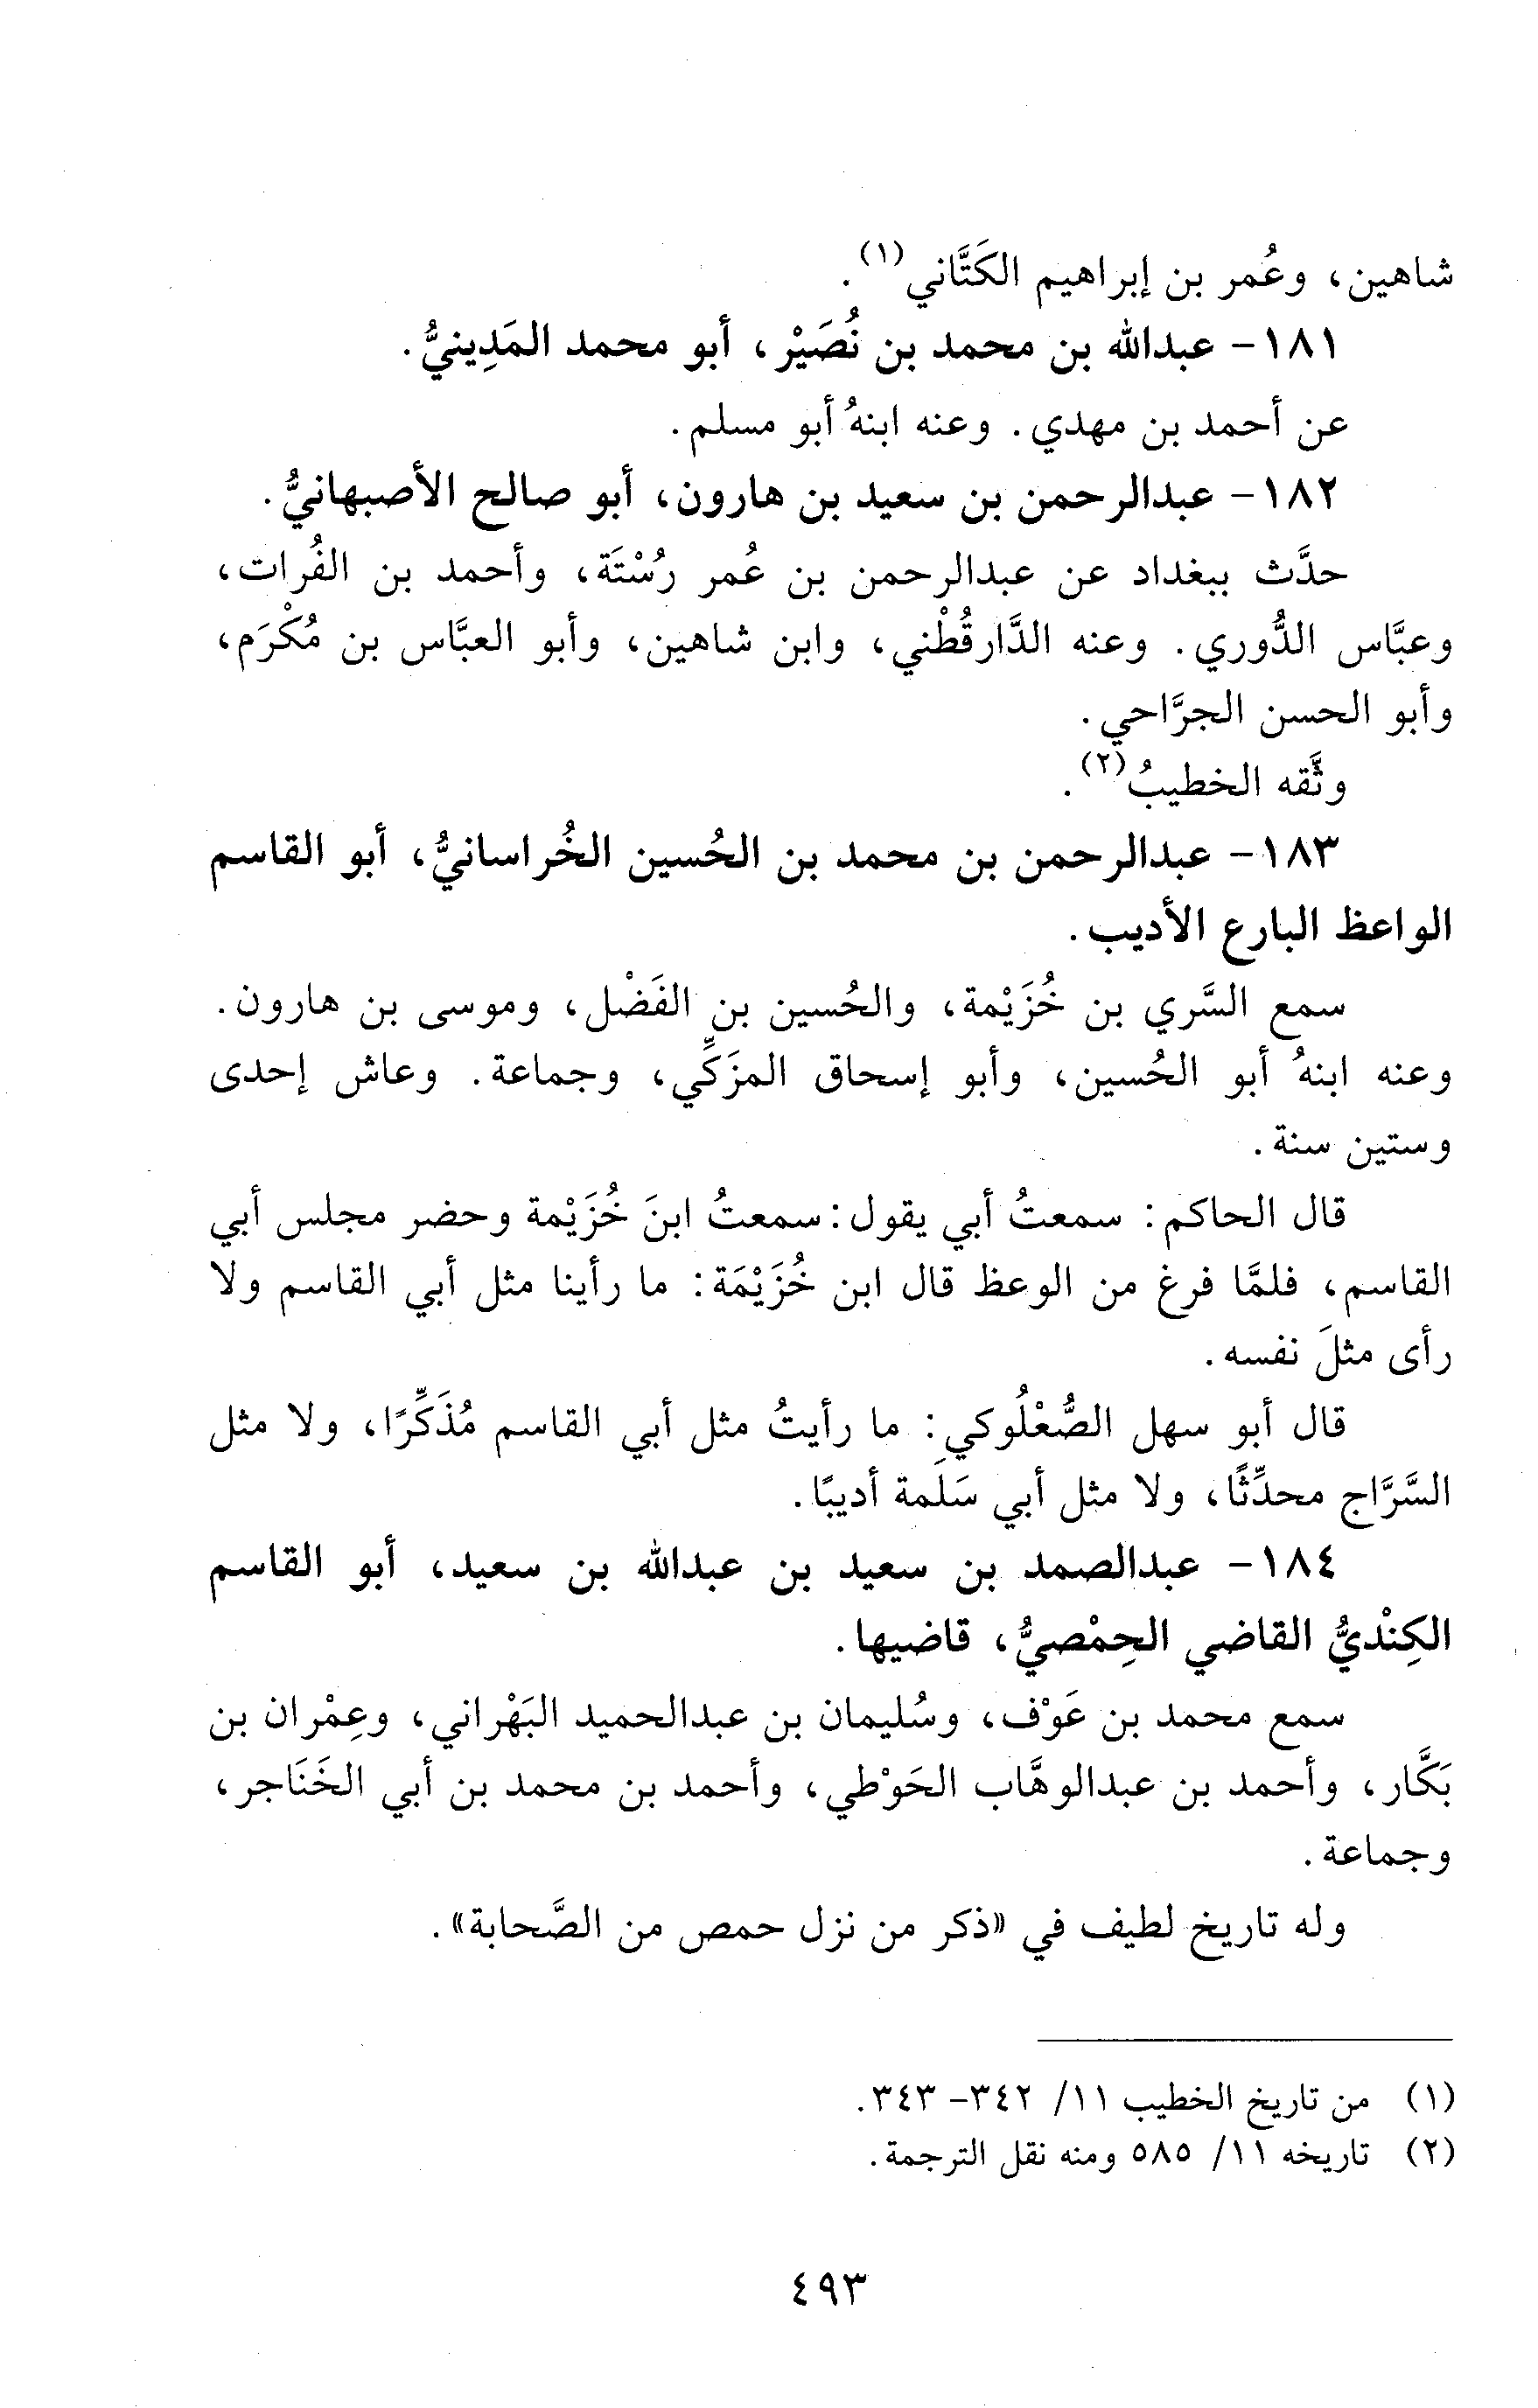 شاهين، وعُمر بن إبراهيم الكَتَّاني(١).
١٨١- عبدالله بن محمد بن نُصَيْر، أبو محمد المَدِينيُّ.
عن أحمد بن مهدي. وعنه ابنهُ أبو مسلم.
١٨٢- عبدالرحمن بن سعيد بن هارون، أبو صالح الأصبهانيُّ.
حدَّث ببغداد عن عبدالرحمن بن عُمر رُسْتَة، وأحمد بن الفُرات،
وعبَّاس الدُّوري. وعنه الدَّارقُطْني، وابن شاهين، وأبو العبَّاس بن مُكْرَم،
وأبو الحسن الجرَّاحي.
وثَّقه الخطيبُ(٢).
١٨٣- عبدالرحمن بن محمد بن الحُسين الخُراسانيُّ، أبو القاسم
الواعظ البارع الأديب.
سمع السَّري بن خُزَيْمة، والحُسين بن الفَضْل، وموسى بن هارون.
وعنه ابنهُ أبو الحُسين، وأبو إسحاق المزَكِّي، وجماعة. وعاش إحدى
وستين سنة.
قال الحاكم: سمعتُ أبي يقول: سمعتُ ابنَ خُزَيْمة وحضر مجلس أبي
القاسم، فلمَّا فرغ من الوعظ قال ابن خُزَيْمَة: ما رأينا مثل أبي القاسم ولا
رأى مثلَ نفسه.
قال أبو سهل الصُّعْلُوكي: ما رأيتُ مثل أبي القاسم مُذَكِّرًا، ولا مثل
السَّرَّاج محدِّثًا، ولا مثل أبي سَلَمة أديبًا.
١٨٤- عبدالصمد بن سعيد بن عبدالله بن سعيد، أبو القاسم
الكِنْديُّ القاضي الحِمْصيُّ، قاضيها.
سمع محمد بن عَوْف، وسُليمان بن عبدالحميد البَهْراني، وعِمْران بن
بَكَّار، وأحمد بن عبدالوهَّاب الحَوْطي، وأحمد بن محمد بن أبي الخَنَاجر،
وجماعة.
وله تاريخ لطيف في «ذكر من نزل حمص من الصَّحابة».
(١) من تاريخ الخطيب ١١/ ٣٤٢- ٣٤٣.
(٢) تاريخه ١١/ ٥٨٥ ومنه نقل الترجمة.
٤٩٣